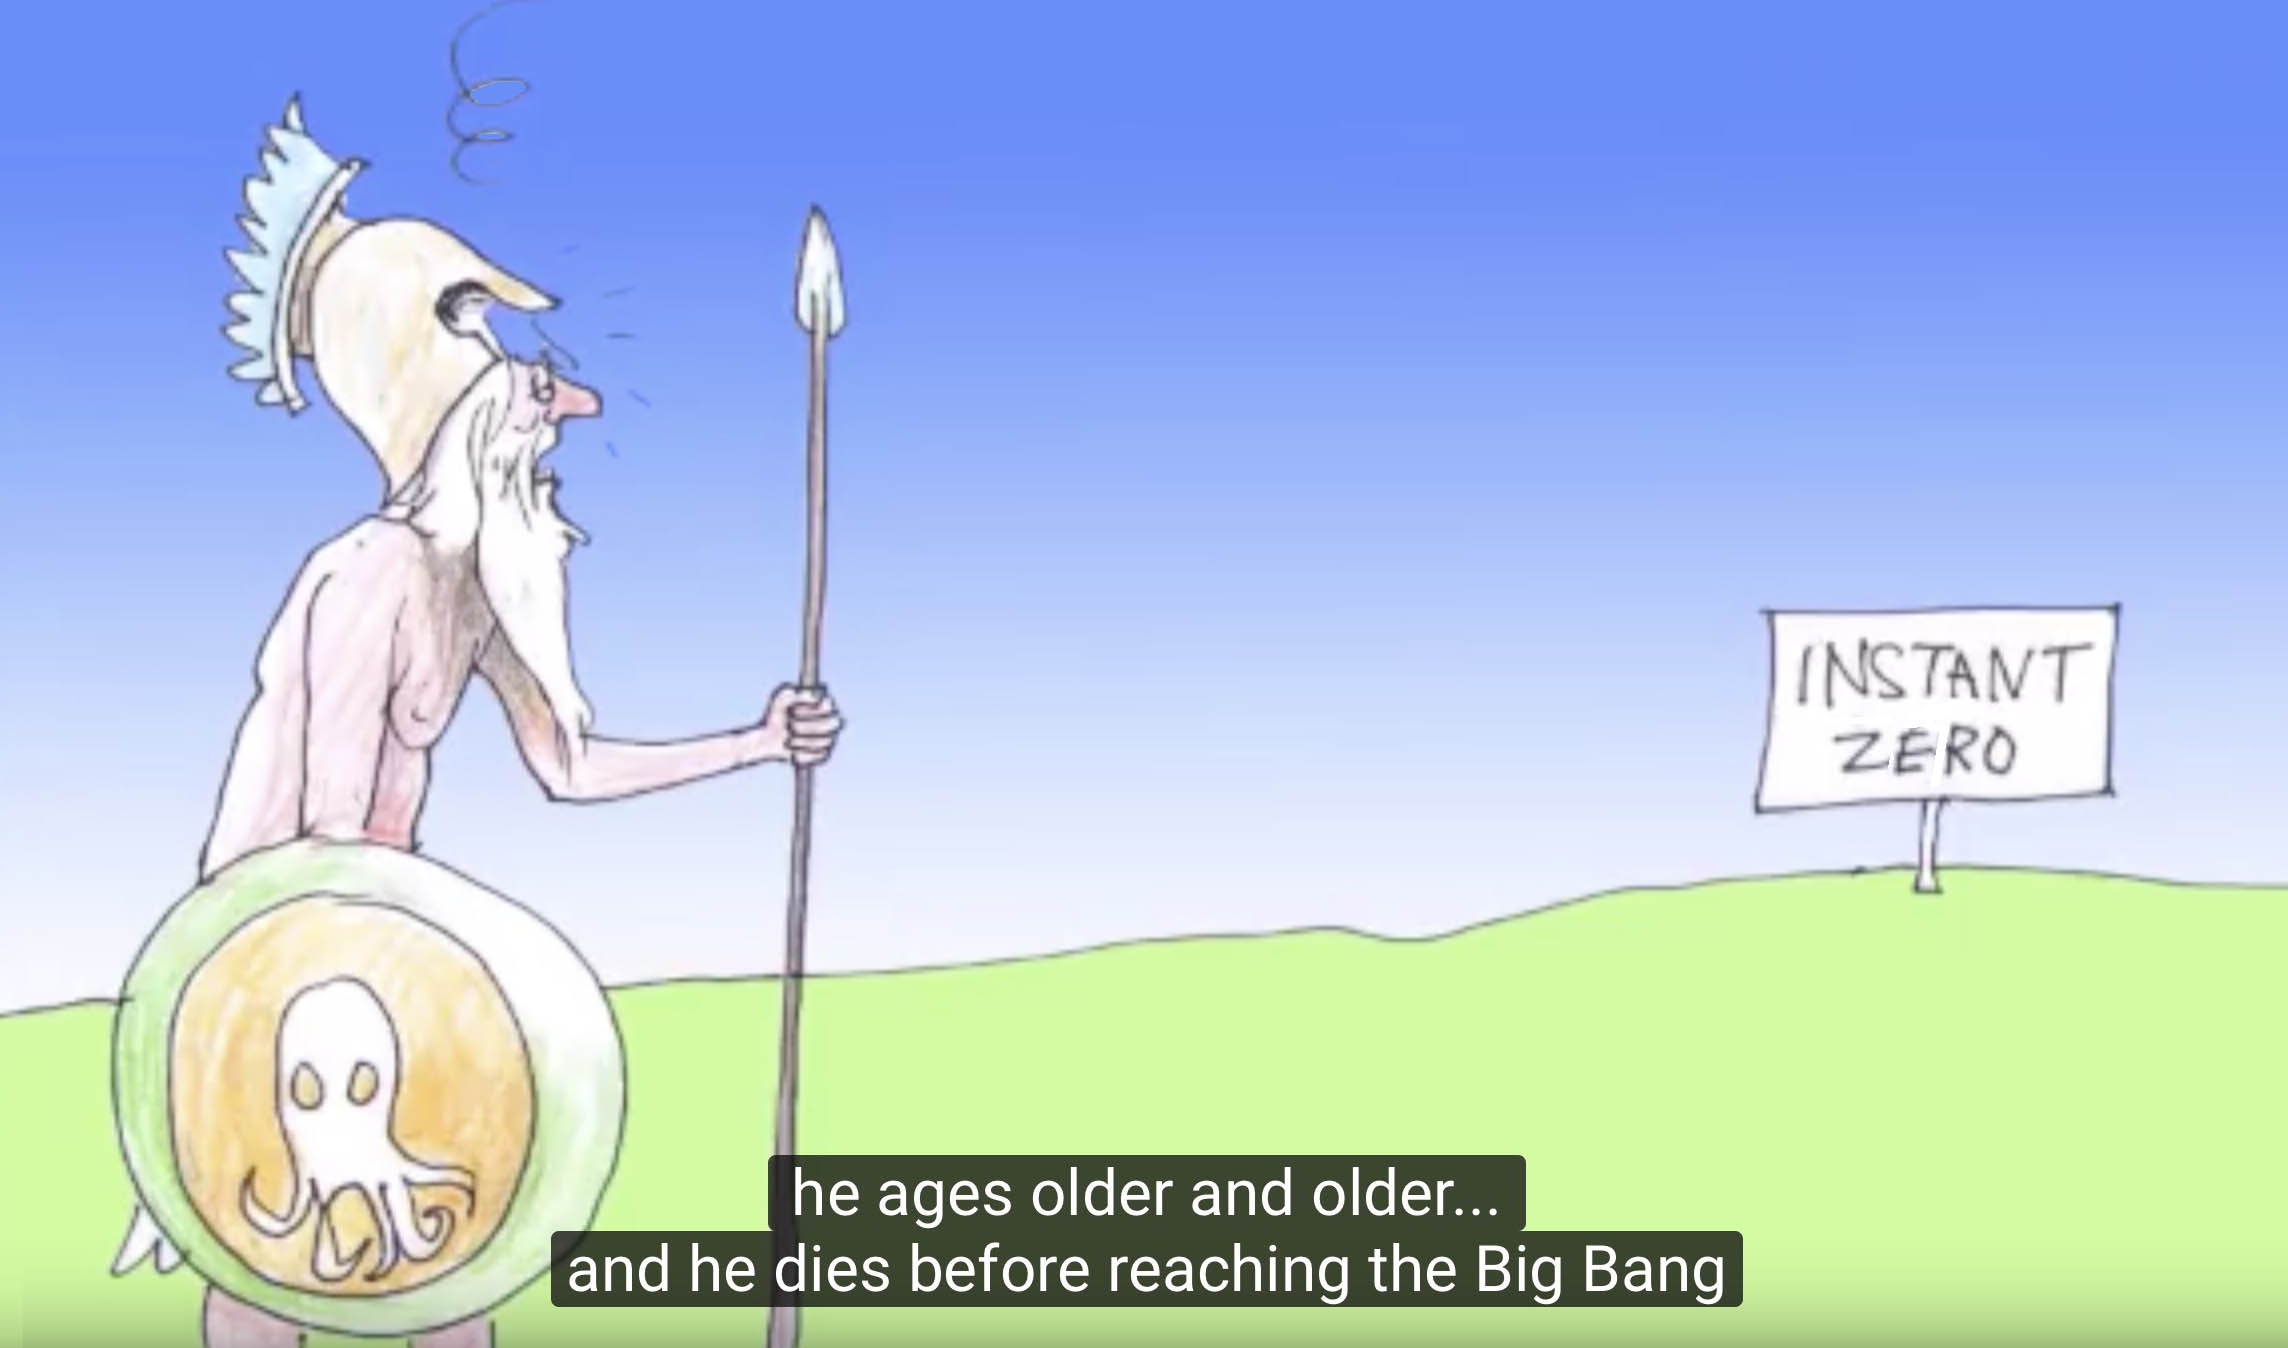 INSTANT
ZERO
he ages older and older...
and he dies before reaching the Big Bang